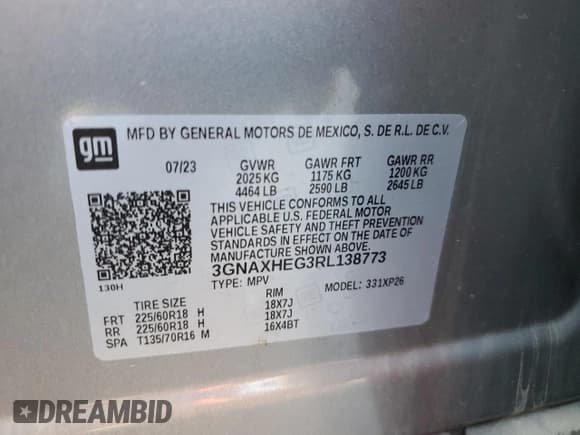 gm MFD BY GENERAL MOTORS DE MEXICO, S. DE R.L. DE C.V.
07/23 GVWR GAWR FRT GAWR RR
2025 KG 1175 KG 1200 KG
4464 LB 2590 LB 2645 LB
THIS VEHICLE CONFORMS TO ALL
APPLICABLE U.S. FEDERAL MOTOR
VEHICLE SAFETY AND THEFT PREVENTION
STANDARDS IN EFFECT ON THE DATE OF
MANUFACTURE SHOWN ABOVE.
3GNAXHEG3RL138773
130H
TYPE: MPV MODEL: 331XP26
TIRE SIZE RIM
FRT 225/60R18 H 18X7J
RR 225/60R18 H 18X7J
SPA T135/70R16 M 16X4BT
DREAMBID